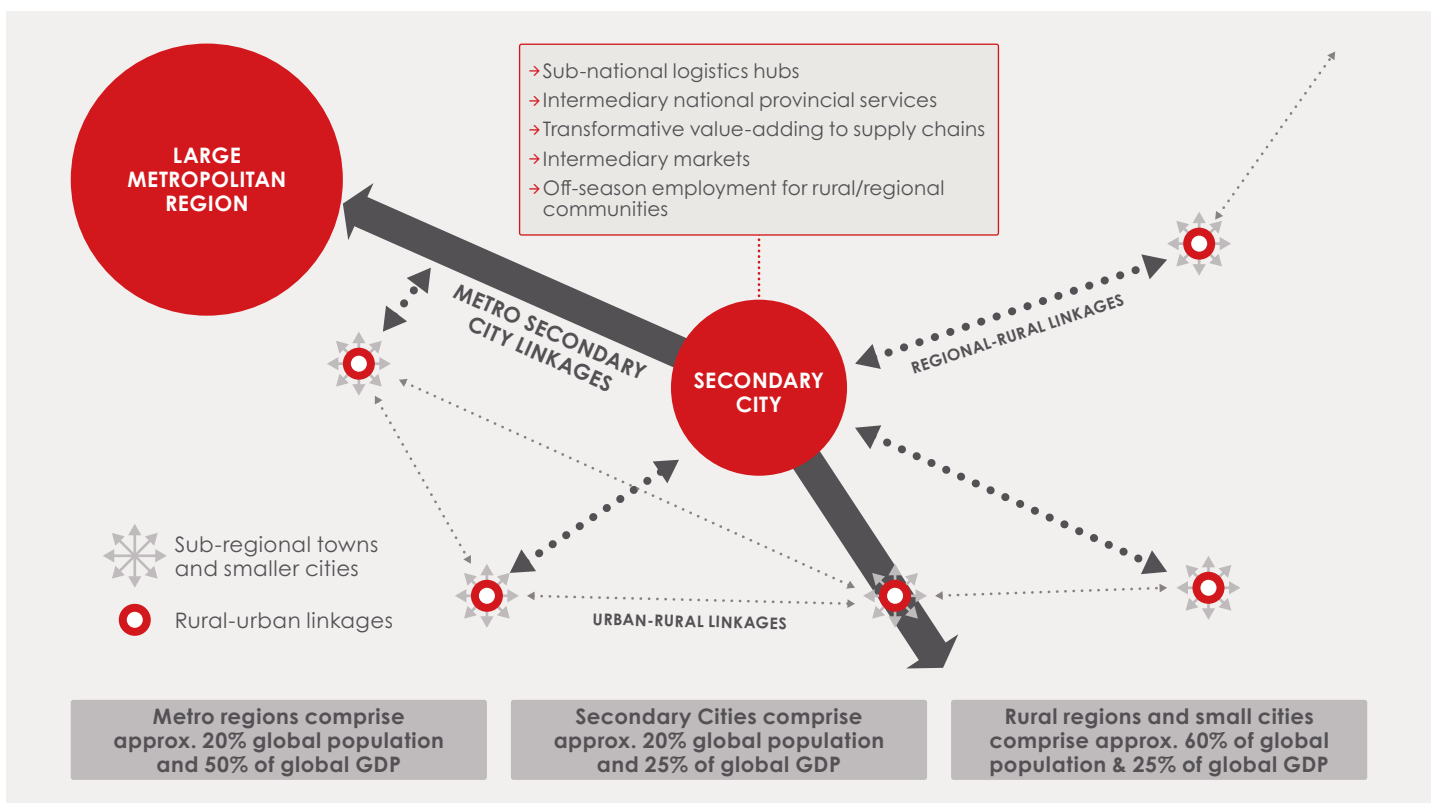 LARGE
METROPOLITAN
REGION
→Sub-national logistics hubs
→Intermediary national provincial services
→Transformative value-adding to supply chains
→Intermediary markets
→Off-season employment for rural/regional
communities
METRO SECONDARY
CITY LINKAGES
SECONDARY
CITY
REGIONAL-RURAL LINKAGES
Sub-regional towns
and smaller cities
Rural-urban linkages
URBAN-RURAL LINKAGES
Metro regions comprise
approx. 20% global population
and 50% of global GDP
Secondary Cities comprise
approx. 20% global population
and 25% of global GDP
Rural regions and small cities
comprise approx. 60% of global
population & 25% of global GDP